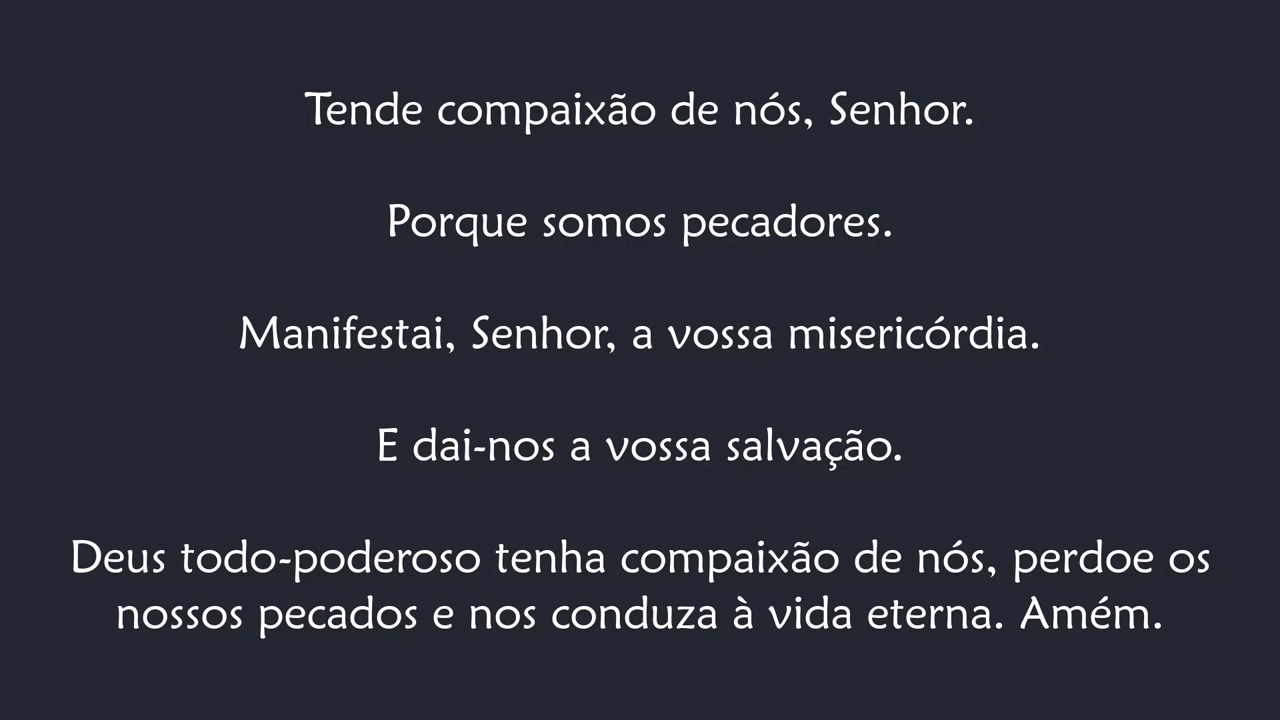 Tende compaixão de nós, Senhor.
Porque somos pecadores.
Manifestai, Senhor, a vossa misericórdia.
E dai-nos a vossa salvação.
Deus todo-poderoso tenha compaixão de nós, perdoe os
nossos pecados e nos conduza à vida eterna. Amém.